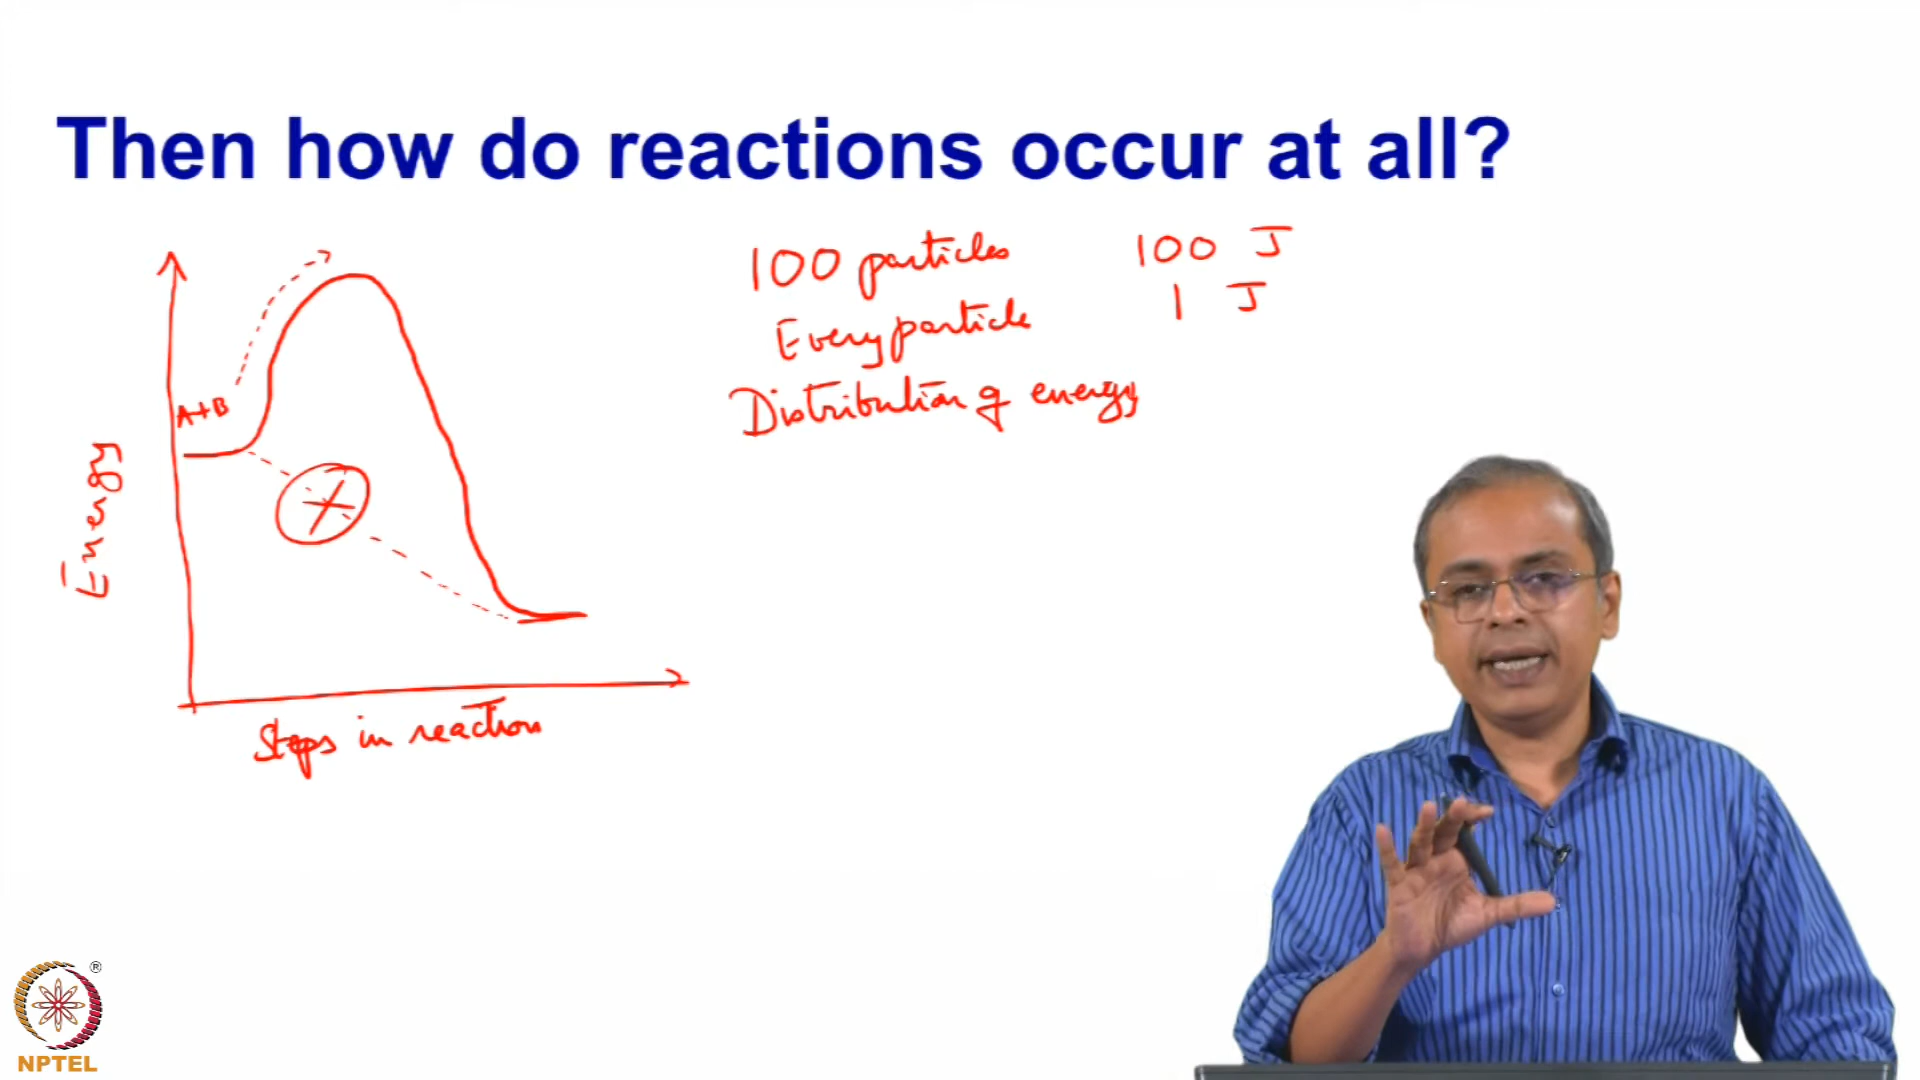 Then how do reactions occur at all?
100 particles 100 J
Every particle 1 J
Distribution of energy
A+B
Energy
Steps in reaction
®
NPTEL